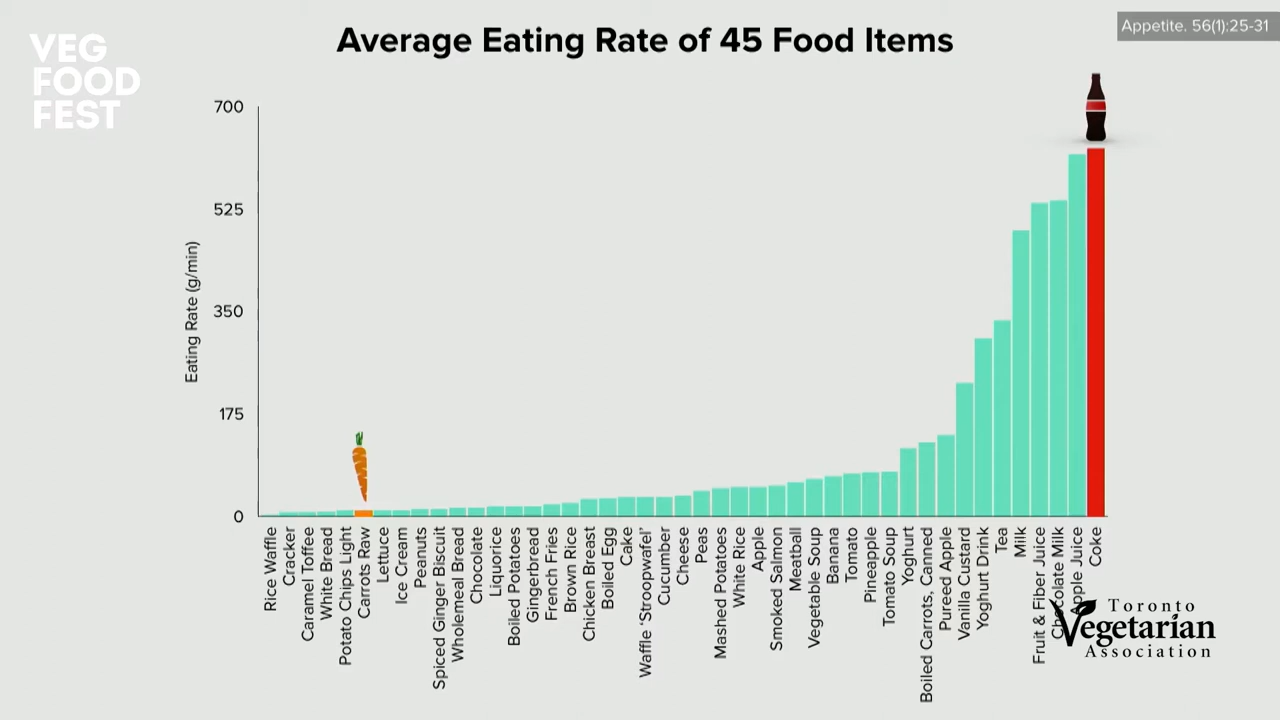 VEG
FOOD
FEST
Average Eating Rate of 45 Food Items
Appetite. 56(1):25-31
Eating Rate (g/min)
700
525
350
175
0
Rice Waffle
Cracker
Caramel Toffee
White Bread
Potato Chips Light
Carrots Raw
Lettuce
Ice Cream
Peanuts
Spiced Ginger Biscuit
Wholemeal Bread
Chocolate
Liquorice
Boiled Potatoes
Gingerbread
French Fries
Brown Rice
Chicken Breast
Boiled Egg
Cake
Waffle 'Stroopwafel'
Cucumber
Cheese
Peas
Mashed Potatoes
White Rice
Apple
Smoked Salmon
Meatball
Vegetable Soup
Banana
Tomato
Pineapple
Tomato Soup
Yoghurt
Boiled Carrots, Canned
Pureed Apple
Vanilla Custard
Yoghurt Drink
Tea
Milk
Fruit & Fiber Juice
Chocolate Milk
Apple Juice
Coke
Toronto
Vegetarian
Association